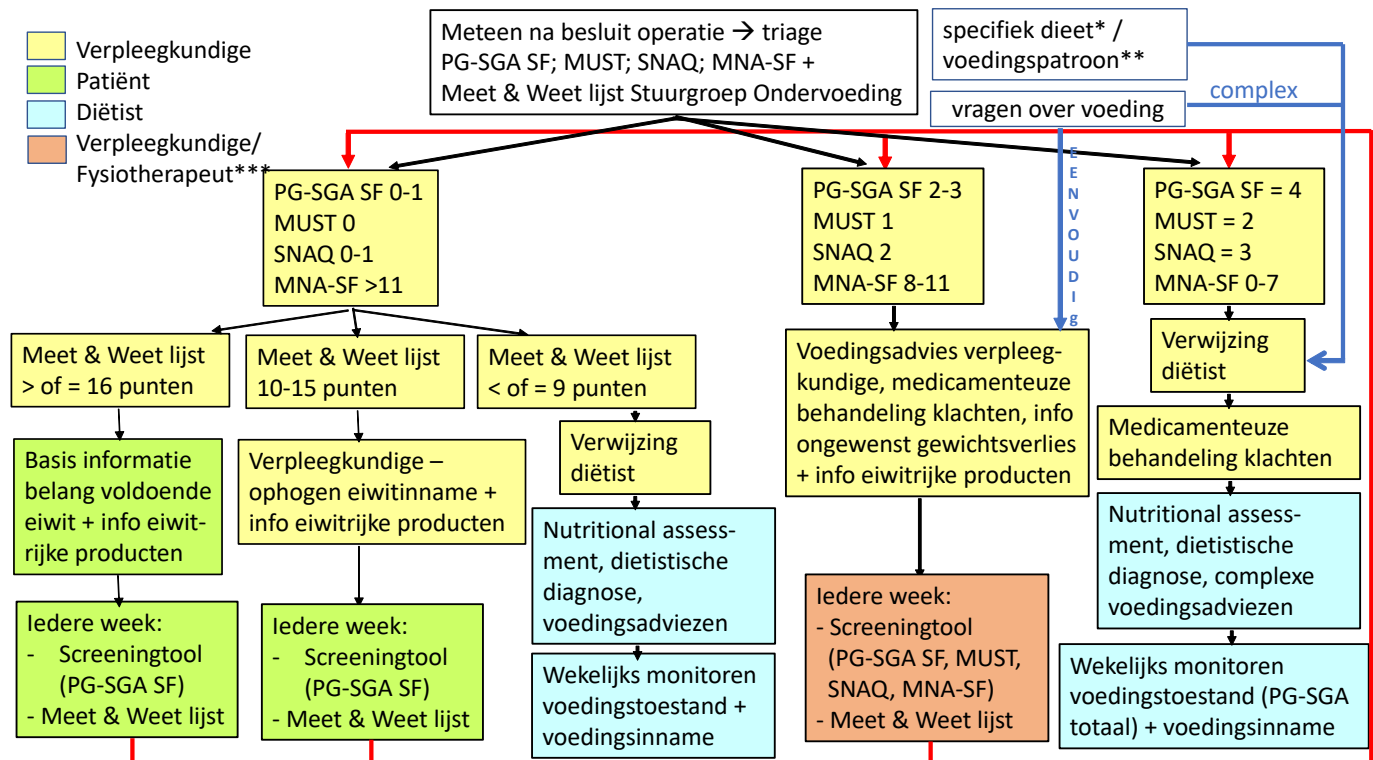 Verpleegkundige
Patiënt
Diëtist
Verpleegkundige/
Fysiotherapeut***
Meteen na besluit operatie → triage
PG-SGA SF; MUST; SNAQ; MNA-SF +
Meet & Weet lijst Stuurgroep Ondervoeding
specifiek dieet* /
voedingspatroon**
vragen over voeding
complex
EENVOUDIg
PG-SGA SF 0-1
MUST 0
SNAQ 0-1
MNA-SF >11
PG-SGA SF 2-3
MUST 1
SNAQ 2
MNA-SF 8-11
PG-SGA SF = 4
MUST = 2
SNAQ = 3
MNA-SF 0-7
Meet & Weet lijst
> of = 16 punten
Meet & Weet lijst
10-15 punten
Meet & Weet lijst
< of = 9 punten
Voedingsadvies verpleeg-
kundige, medicamenteuze
behandeling klachten, info
ongewenst gewichtsverlies
+ info eiwitrijke producten
Verwijzing
diëtist
Basis informatie
belang voldoende
eiwit + info eiwit-
rijke producten
Verpleegkundige –
ophogen eiwitinname +
info eiwitrijke producten
Verwijzing
diëtist
Medicamenteuze
behandeling klachten
Nutritional assess-
ment, dietistische
diagnose,
voedingsadviezen
Nutritional assess-
ment, dietistische
diagnose, complexe
voedingsadviezen
Iedere week:
- Screeningtool
(PG-SGA SF)
- Meet & Weet lijst
Iedere week:
- Screeningtool
(PG-SGA SF)
- Meet & Weet lijst
Wekelijks monitoren
voedingstoestand +
voedingsinname
Iedere week:
- Screeningtool
(PG-SGA SF, MUST,
SNAQ, MNA-SF)
- Meet & Weet lijst
Wekelijks monitoren
voedingstoestand (PG-SGA
totaal) + voedingsinname